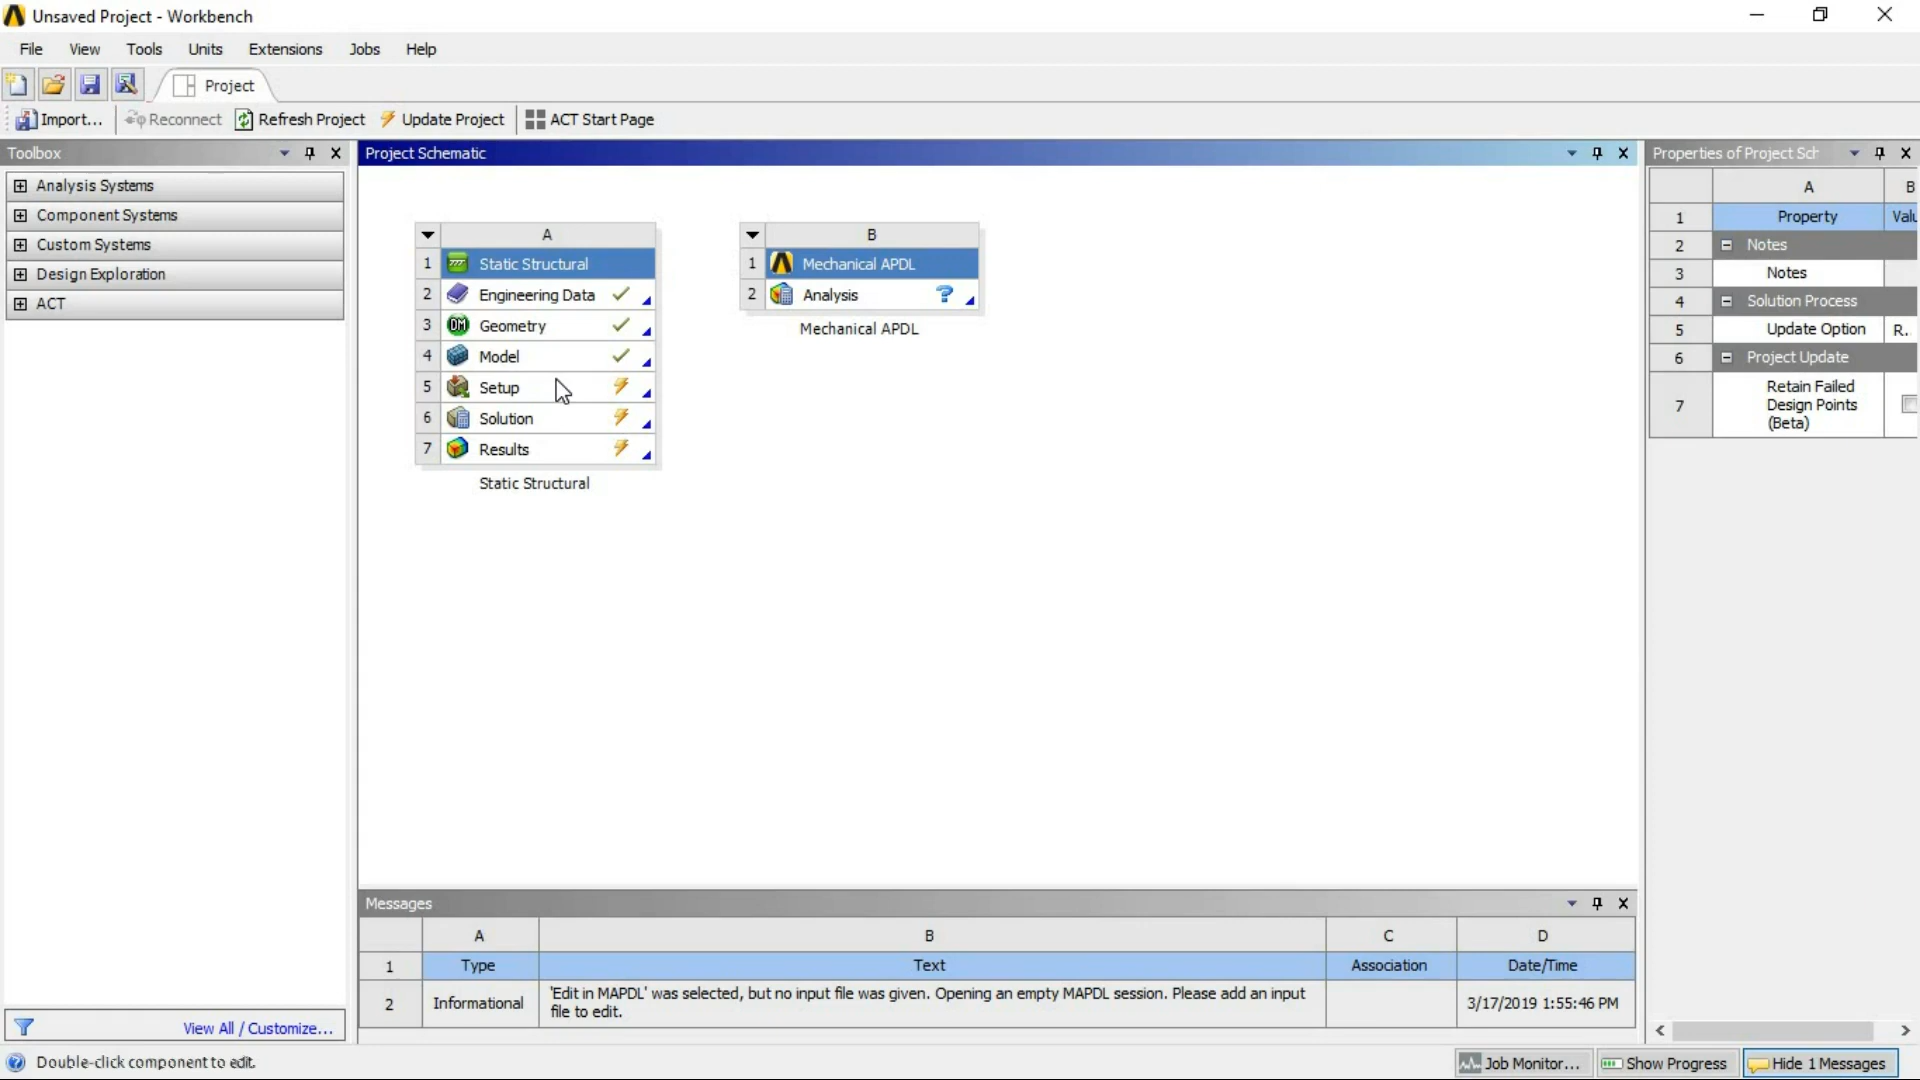 Unsaved Project - Workbench
File View Tools Units Extensions Jobs Help
Project
Import... Reconnect Refresh Project Update Project ACT Start Page
Toolbox
Analysis Systems
Component Systems
Custom Systems
Design Exploration
ACT
View All / Customize...
Project Schematic
A
1 Static Structural
2 Engineering Data
3 DM Geometry
4 Model
5 Setup
6 Solution
7 Results
Static Structural
B
1 Mechanical APDL
2 Analysis ?
Mechanical APDL
Messages
A B C D
1 Type Text Association Date/Time
2 Informational 'Edit in MAPDL' was selected, but no input file was given. Opening an empty MAPDL session. Please add an input
file to edit.
3/17/2019 1:55:46 PM
Properties of Project Sch
A B
1 Property Valu
2 Notes
3 Notes
4 Solution Process
5 Update Option R.
6 Project Update
7 Retain Failed
Design Points
(Beta)
Double-click component to edit.
Job Monitor... Show Progress Hide 1 Messages